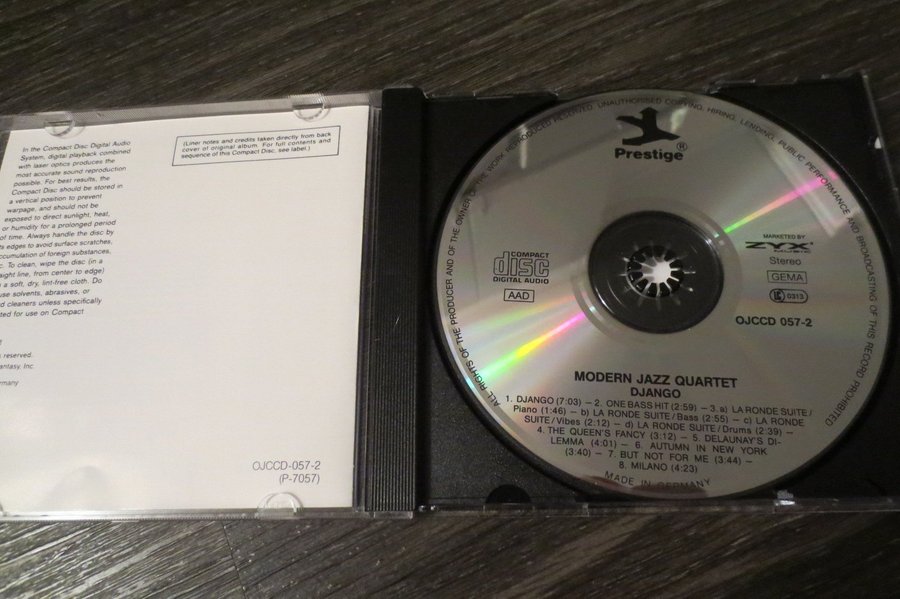 In the Compact Disc Digital Audio
System, digital playback combined
with laser optics produces the
most accurate sound reproduction
possible. For best results, the
Compact Disc should be stored in
a vertical position to prevent
warpage, and should not be
exposed to direct sunlight, heat,
or humidity for a prolonged period
of time. Always handle the disc by
edges to avoid surface scratches,
accumulation of foreign substances,
To clean, wipe the disc (in a
line, from center to edge)
a soft, dry, lint-free cloth. Do
use solvents, abrasives, or
cleaners unless specifically
for use on Compact
reserved.
Inc.
(Liner notes and credits taken directly from back
cover of original album. For full contents and
sequence of this Compact Disc, see label.)
OJCCD-057-2
(P-7057)
ALL RIGHTS OF THE PRODUCER AND OF THE OWNER OF THE WORK REPRODUCED RESERVED. UNAUTHORISED COPYING, HIRING, LENDING, PUBLIC PERFORMANCE AND BROADCASTING OF THIS RECORD PROHIBITED
Prestige®
COMPACT
disc
DIGITAL AUDIO
AAD
MARKETED BY
ZYX
MUSIC
Stereo
GEMA
LC 0313
OJCCD 057-2
MODERN JAZZ QUARTET
DJANGO
1. DJANGO (7:03) — 2. ONE BASS HIT (2:59) — 3. a) LA RONDE SUITE/
Piano (1:46) — b) LA RONDE SUITE/Bass (2:55) — c) LA RONDE
SUITE/Vibes (2:12) — d) LA RONDE SUITE/Drums (2:39) —
4. THE QUEEN'S FANCY (3:12) — 5. DELAUNAY'S DI-
LEMMA (4:01) — 6. AUTUMN IN NEW YORK
(3:40) — 7. BUT NOT FOR ME (3:44) —
8. MILANO (4:23)
MADE IN GERMANY